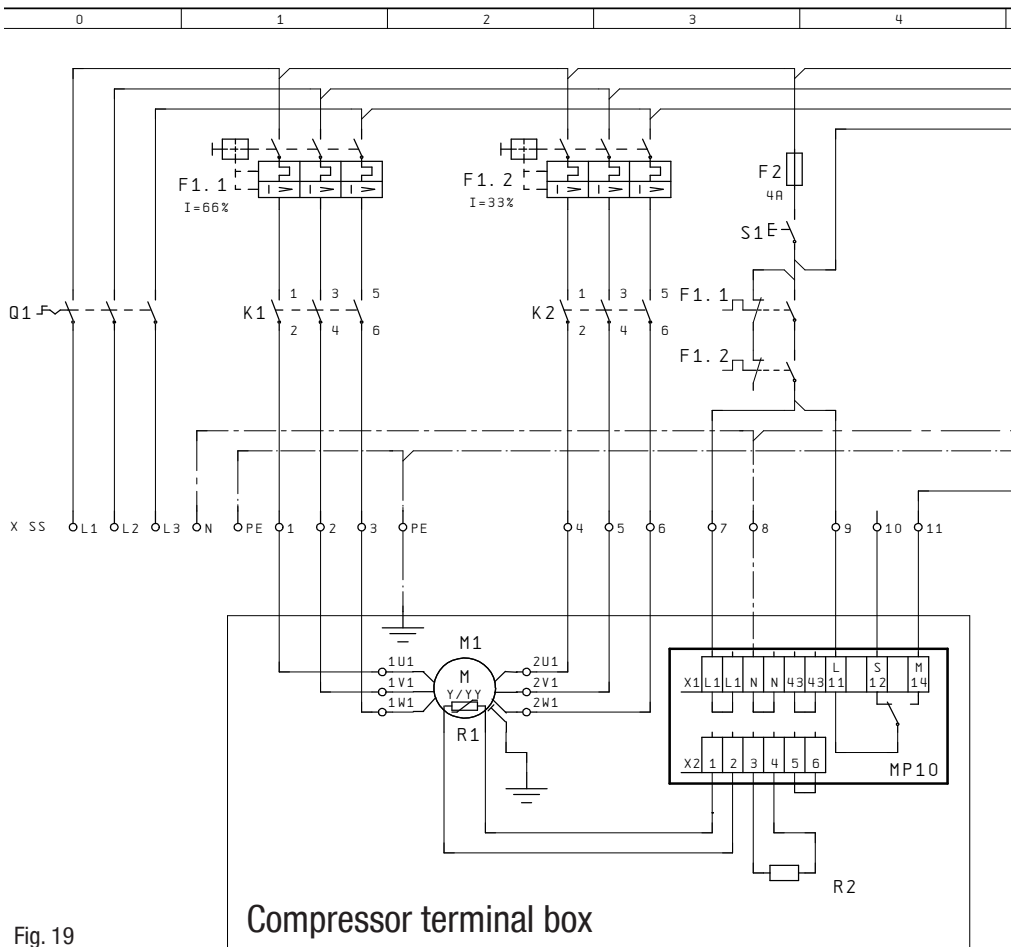 0 1 2 3 4
F1.1
I=66%
F1.2
I=33%
F2
4A
S1
Q1
K1
1 3 5
2 4 6
K2
1 3 5
2 4 6
F1.1
F1.2
X SS L1 L2 L3 N PE 1 2 3 PE 4 5 6 7 8 9 10 11
M1
1U1
1V1
1W1
M
Y/YY
R1
2U1
2V1
2W1
L S M
X1 L1 L1 N N 43 43 11 12 14
X2 1 2 3 4 5 6
MP10
R2
Compressor terminal box
Fig. 19